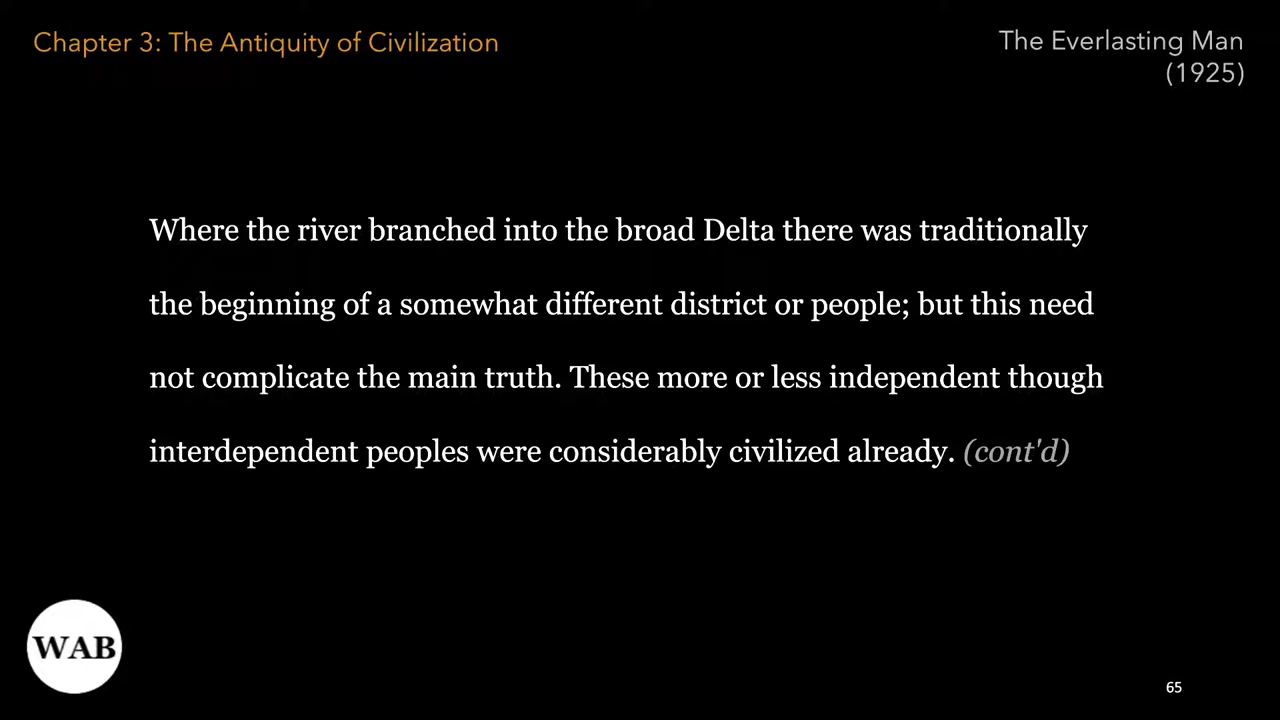 Chapter 3: The Antiquity of Civilization
The Everlasting Man
(1925)
Where the river branched into the broad Delta there was traditionally
the beginning of a somewhat different district or people; but this need
not complicate the main truth. These more or less independent though
interdependent peoples were considerably civilized already. (cont'd)
WAB
65